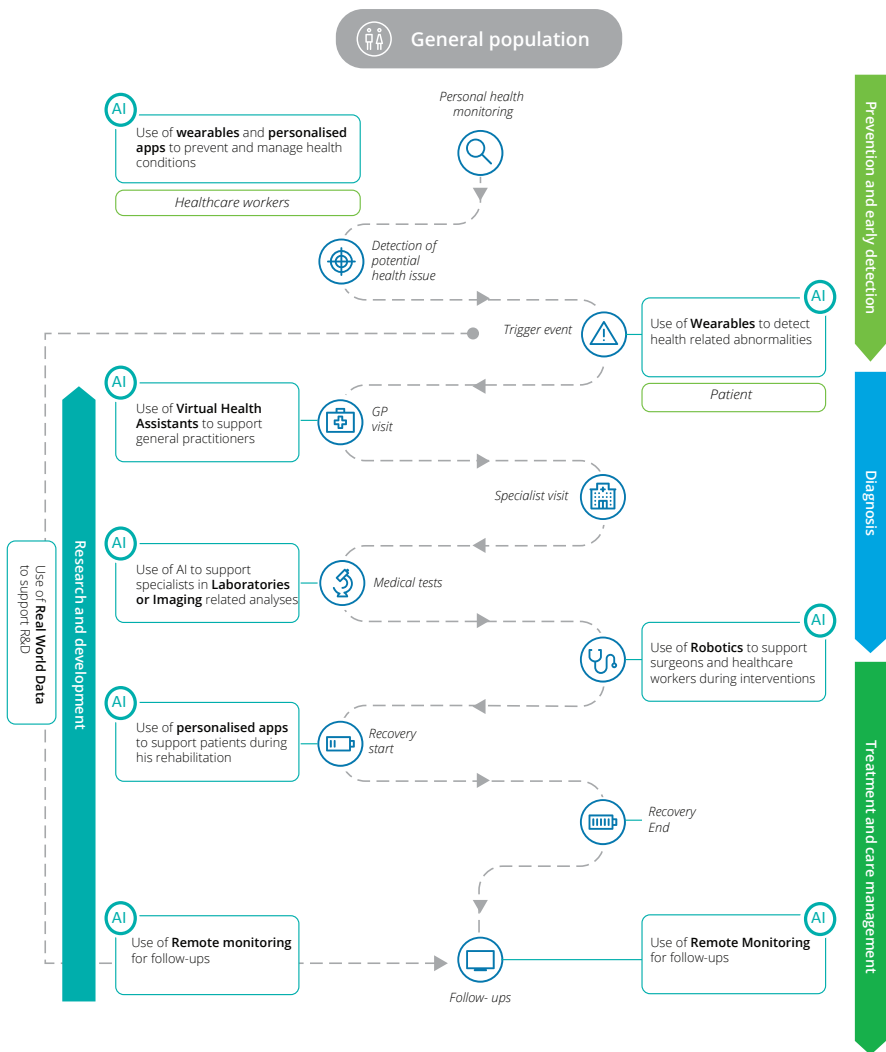 General population
Personal health
monitoring
AI
Use of wearables and personalised
apps to prevent and manage health
conditions
Healthcare workers
Detection of
potential
health issue
Prevention and early detection
Trigger event
AI
Use of Wearables to detect
health related abnormalities
Patient
AI
Use of Virtual Health
Assistants to support
general practitioners
GP
visit
Specialist visit
Diagnosis
AI
Use of AI to support
specialists in Laboratories
or Imaging related analyses
Medical tests
Use of Real World Data
to support R&D
Research and development
AI
Use of Robotics to support
surgeons and healthcare
workers during interventions
AI
Use of personalised apps
to support patients during
his rehabilitation
Recovery
start
Recovery
End
Treatment and care management
AI
Use of Remote monitoring
for follow-ups
Follow- ups
AI
Use of Remote Monitoring
for follow-ups